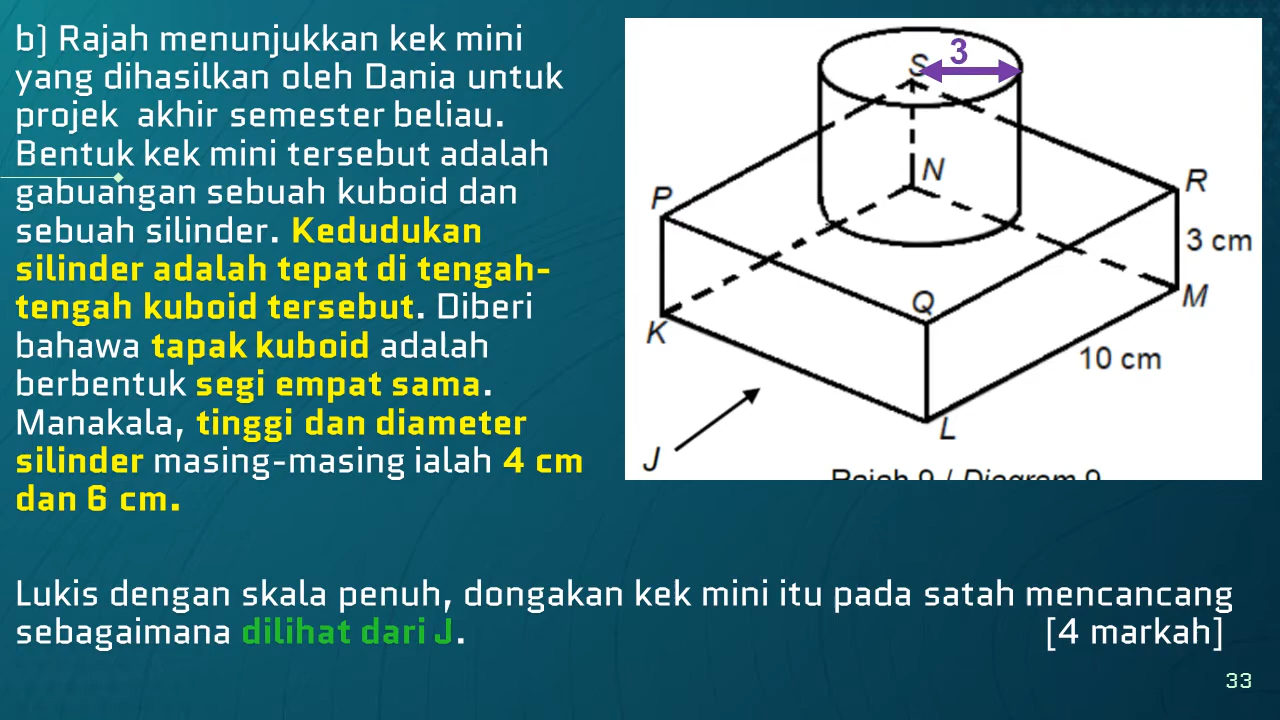 b) Rajah menunjukkan kek mini
yang dihasilkan oleh Dania untuk
projek akhir semester beliau.
Bentuk kek mini tersebut adalah
gabuangan sebuah kuboid dan
sebuah silinder. Kedudukan
silinder adalah tepat di tengah-
tengah kuboid tersebut. Diberi
bahawa tapak kuboid adalah
berbentuk segi empat sama.
Manakala, tinggi dan diameter
silinder masing-masing ialah 4 cm
dan 6 cm.
3
S
N
R
P
3 cm
Q
M
K
10 cm
L
J
Rajah 9 / Diagram 9
Lukis dengan skala penuh, dongakan kek mini itu pada satah mencancang
sebagaimana dilihat dari J. [4 markah]
33